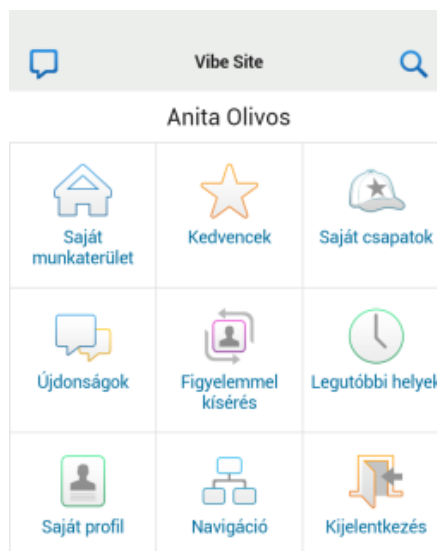 Vibe Site
Anita Olivos
Saját
munkaterület
Kedvencek
Saját csapatok
Újdonságok
Figyelemmel
kísérés
Legutóbbi helyek
Saját profil
Navigáció
Kijelentkezés